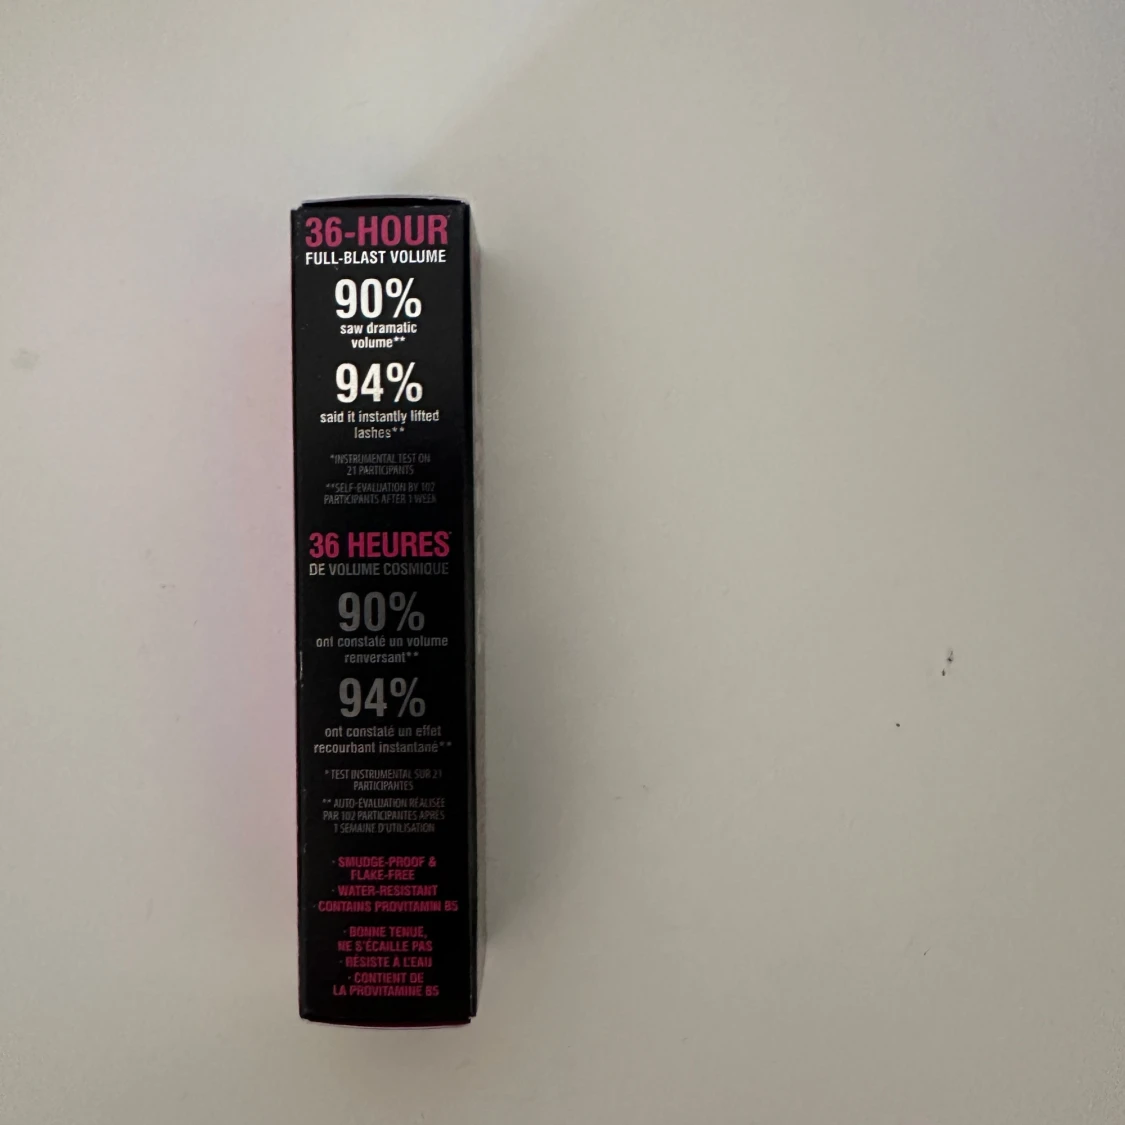 36-HOUR*
FULL-BLAST VOLUME
90%
saw dramatic
volume**
94%
said it instantly lifted
lashes**
*INSTRUMENTAL TEST ON
21 PARTICIPANTS
**SELF-EVALUATION BY 102
PARTICIPANTS AFTER 1 WEEK
36 HEURES*
DE VOLUME COSMIQUE
90%
ont constaté un volume
renversant**
94%
ont constaté un effet
recourbant instantané**
* TEST INSTRUMENTAL SUR 21
PARTICIPANTES
** AUTO-ÉVALUATION RÉALISÉE
PAR 102 PARTICIPANTES APRÈS
1 SEMAINE D'UTILISATION
· SMUDGE-PROOF &
FLAKE-FREE
· WATER-RESISTANT
· CONTAINS PROVITAMIN B5
· BONNE TENUE,
NE S'ÉCAILLE PAS
· RÉSISTE À L'EAU
· CONTIENT DE
LA PROVITAMINE B5